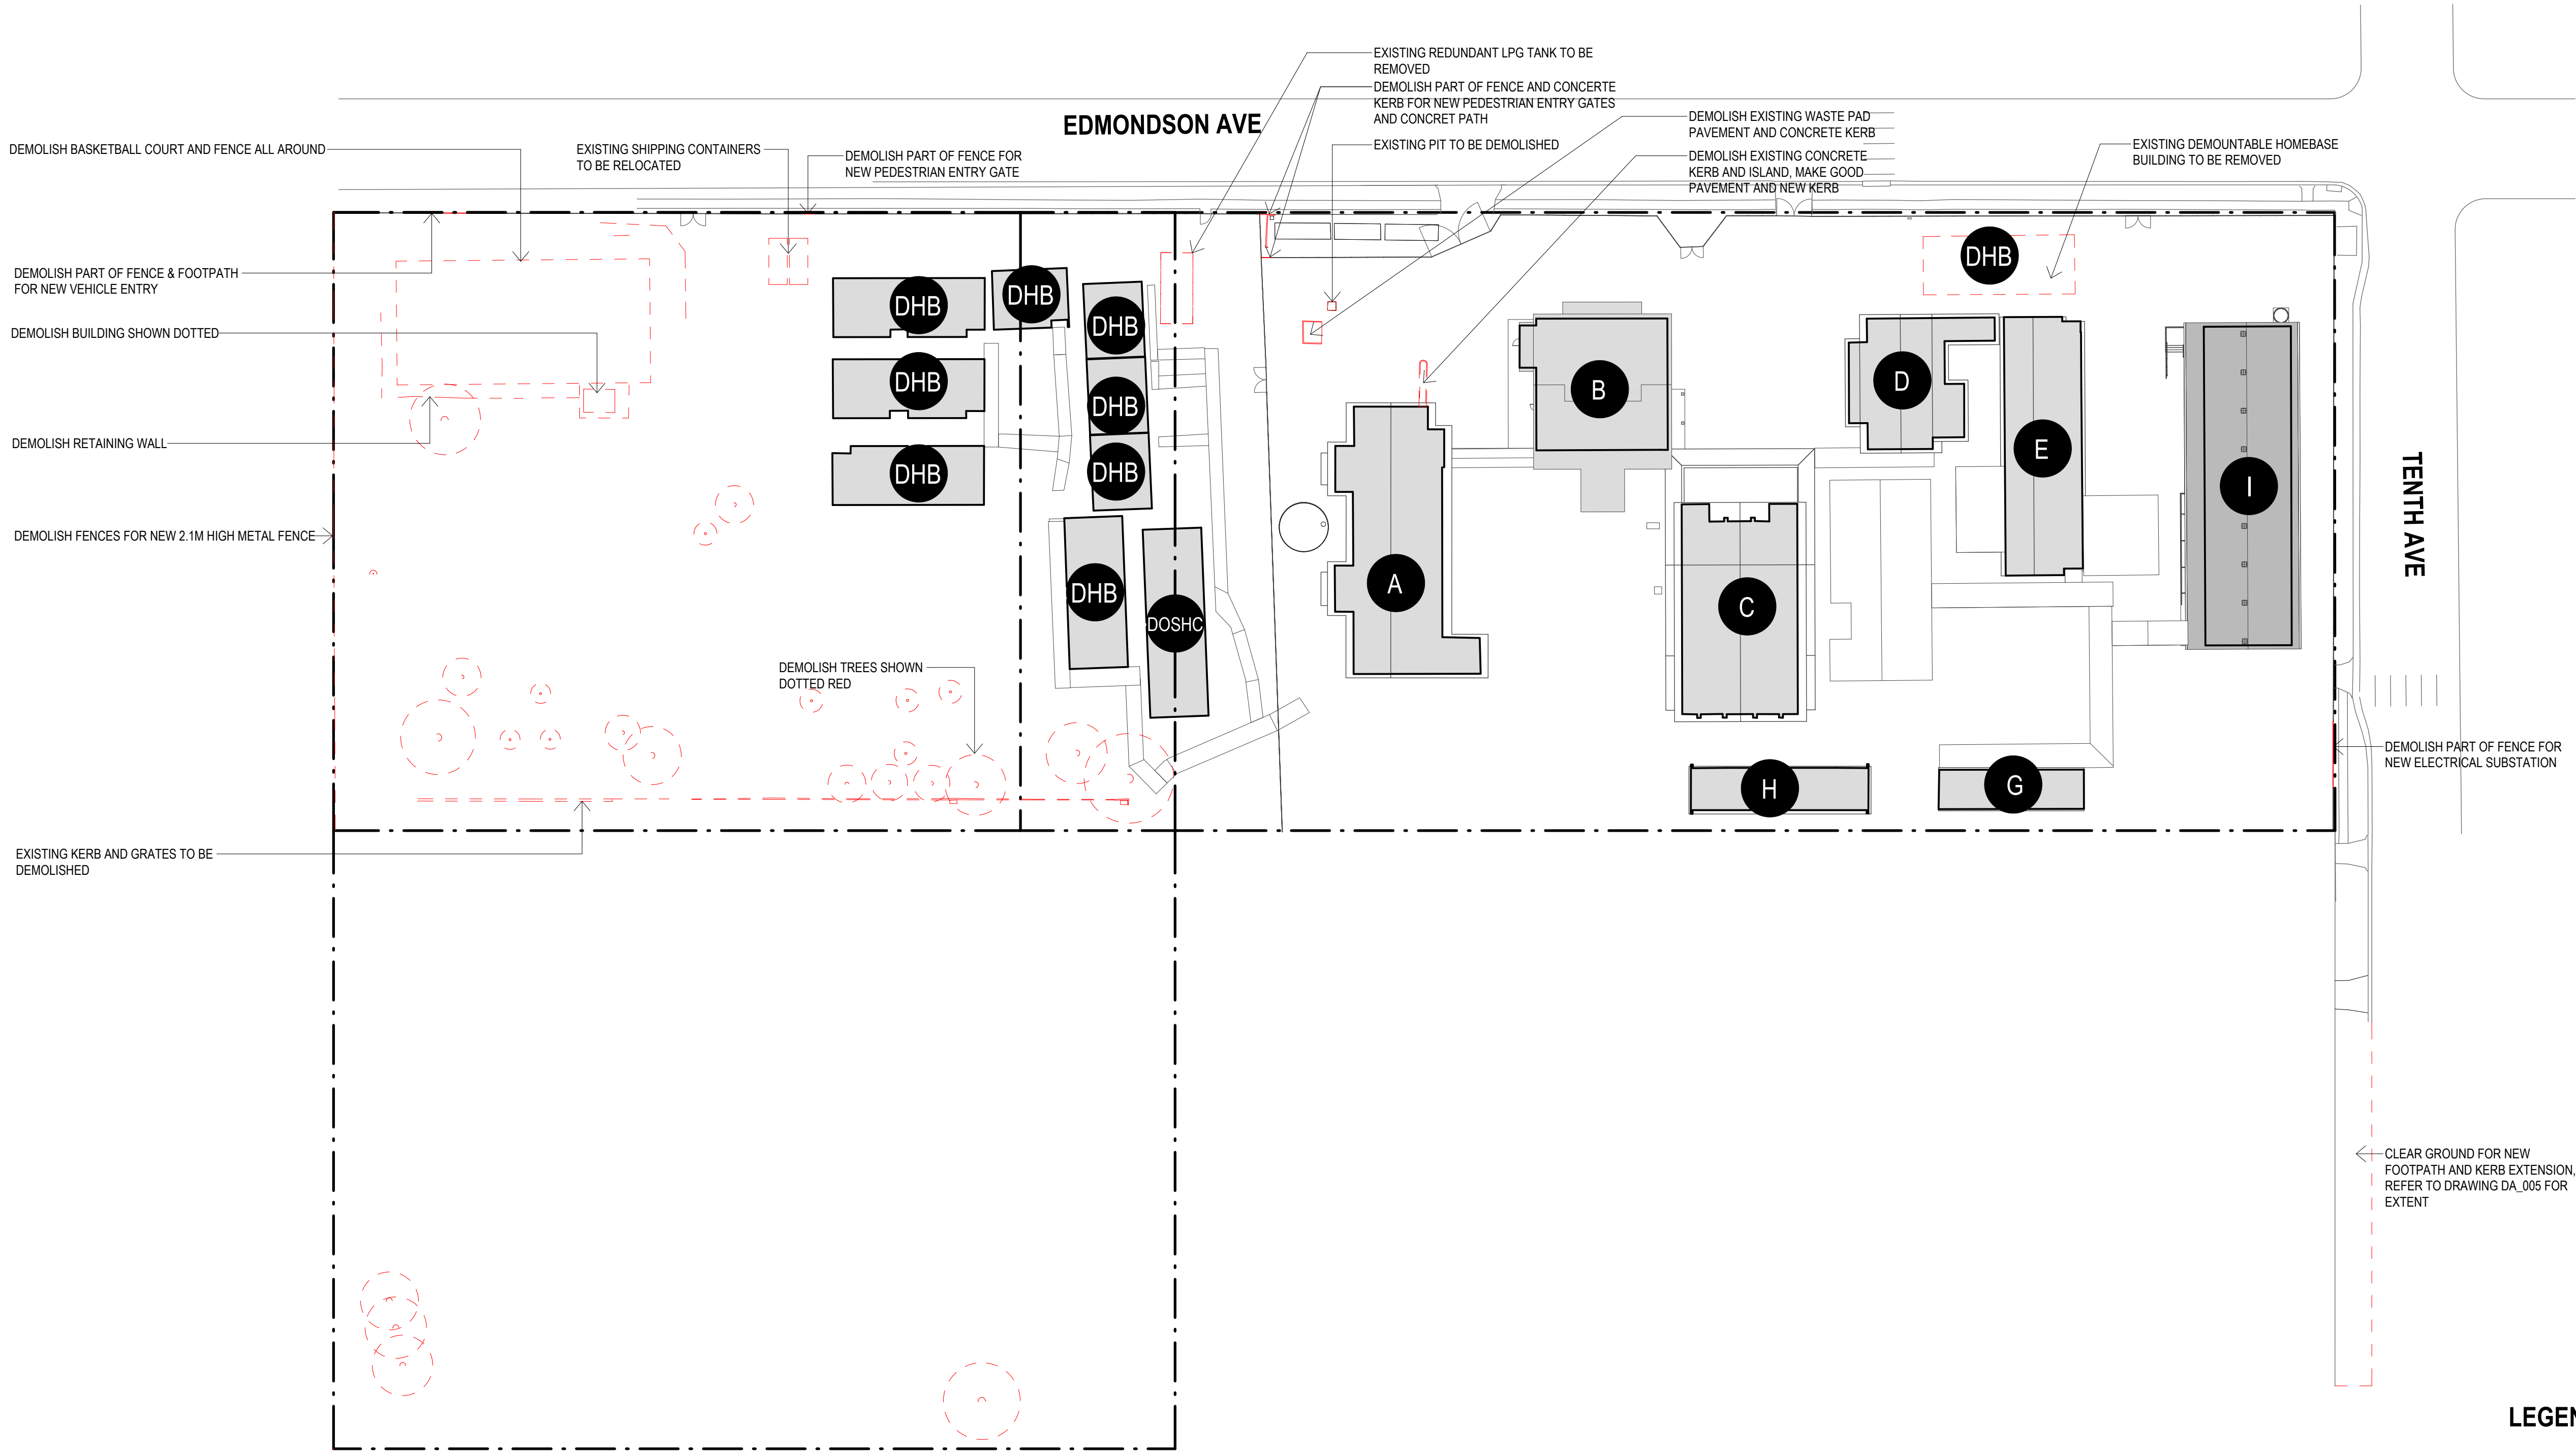 EXISTING REDUNDANT LPG TANK TO BE
REMOVED
DEMOLISH PART OF FENCE AND CONCERTE
KERB FOR NEW PEDESTRIAN ENTRY GATES
AND CONCRET PATH
EDMONDSON AVE
DEMOLISH EXISTING WASTE PAD
PAVEMENT AND CONCRETE KERB
EXISTING PIT TO BE DEMOLISHED
EXISTING DEMOUNTABLE HOMEBASE
BUILDING TO BE REMOVED
DEMOLISH BASKETBALL COURT AND FENCE ALL AROUND
EXISTING SHIPPING CONTAINERS
TO BE RELOCATED
DEMOLISH PART OF FENCE FOR
NEW PEDESTRIAN ENTRY GATE
DEMOLISH EXISTING CONCRETE
KERB AND ISLAND, MAKE GOOD
PAVEMENT AND NEW KERB
DHB
DEMOLISH PART OF FENCE & FOOTPATH
FOR NEW VEHICLE ENTRY
DHB
DHB
DHB
DEMOLISH BUILDING SHOWN DOTTED
DHB
DHB
B
D
DEMOLISH RETAINING WALL
DHB
DHB
E
I
TENTH AVE
DEMOLISH FENCES FOR NEW 2.1M HIGH METAL FENCE
DHB
DOSHC
A
C
DEMOLISH TREES SHOWN
DOTTED RED
DEMOLISH PART OF FENCE FOR
NEW ELECTRICAL SUBSTATION
H
G
EXISTING KERB AND GRATES TO BE
DEMOLISHED
CLEAR GROUND FOR NEW
FOOTPATH AND KERB EXTENSION,
REFER TO DRAWING DA_005 FOR
EXTENT